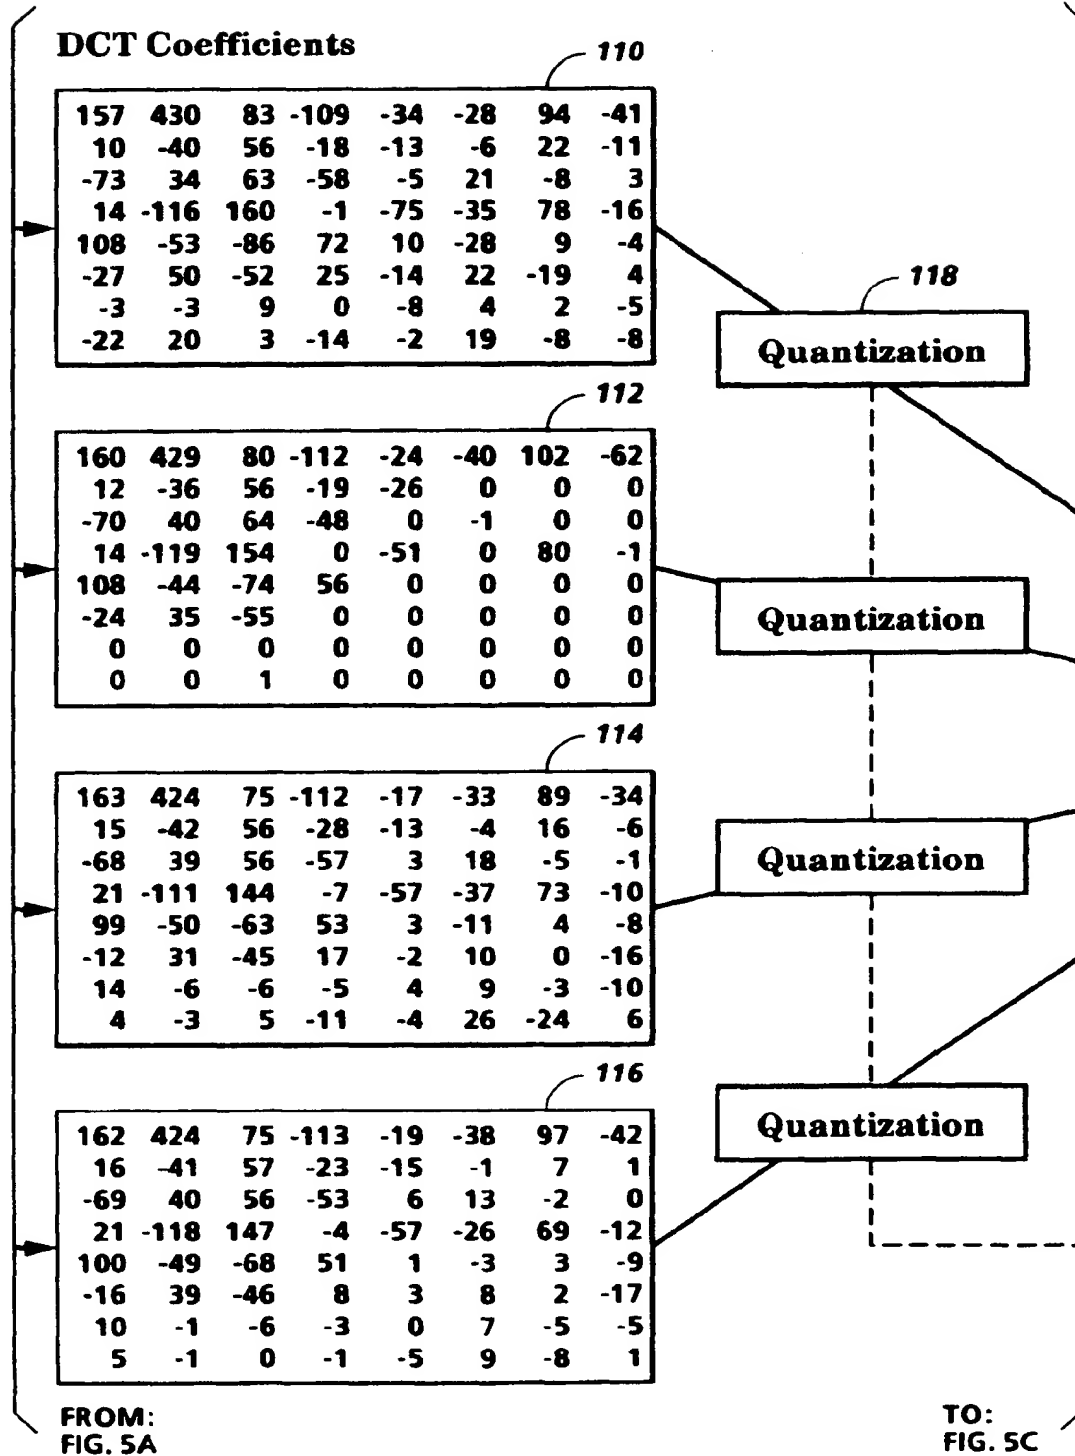 DCT Coefficients
110
157 430 83 -109 -34 -28 94 -41
10 -40 56 -18 -13 -6 22 -11
-73 34 63 -58 -5 21 -8 3
14 -116 160 -1 -75 -35 78 -16
108 -53 -86 72 10 -28 9 -4
-27 50 -52 25 -14 22 -19 4
-3 -3 9 0 -8 4 2 -5
-22 20 3 -14 -2 19 -8 -8
118
Quantization
112
160 429 80 -112 -24 -40 102 -62
12 -36 56 -19 -26 0 0 0
-70 40 64 -48 0 -1 0 0
14 -119 154 0 -51 0 80 -1
108 -44 -74 56 0 0 0 0
-24 35 -55 0 0 0 0 0
0 0 0 0 0 0 0 0
0 0 1 0 0 0 0 0
Quantization
114
163 424 75 -112 -17 -33 89 -34
15 -42 56 -28 -13 -4 16 -6
-68 39 56 -57 3 18 -5 -1
21 -111 144 -7 -57 -37 73 -10
99 -50 -63 53 3 -11 4 -8
-12 31 -45 17 -2 10 0 -16
14 -6 -6 -5 4 9 -3 -10
4 -3 5 -11 -4 26 -24 6
Quantization
116
162 424 75 -113 -19 -38 97 -42
16 -41 57 -23 -15 -1 7 1
-69 40 56 -53 6 13 -2 0
21 -118 147 -4 -57 -26 69 -12
100 -49 -68 51 1 -3 3 -9
-16 39 -46 8 3 8 2 -17
10 -1 -6 -3 0 7 -5 -5
5 -1 0 -1 -5 9 -8 1
Quantization
FROM:
FIG. 5A
TO:
FIG. 5C